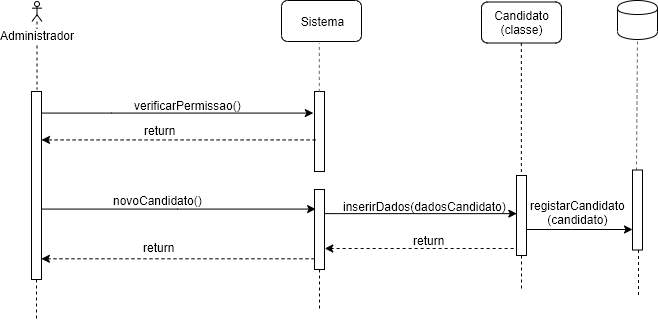 Administrador
Sistema
Candidato
(classe)
verificarPermissao()
return
novoCandidato()
inserirDados(dadosCandidato)
registarCandidato
(candidato)
return
return